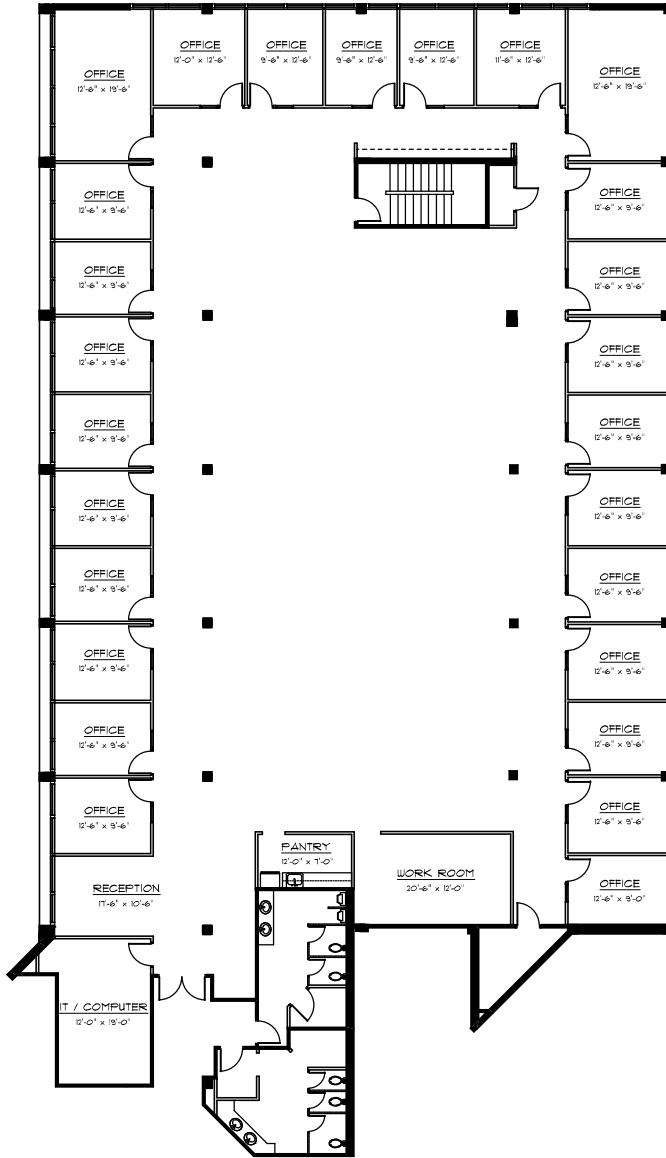 OFFICE
12'-6" x 19'-6"
OFFICE
12'-0" x 12'-6"
OFFICE
9'-6" x 12'-6"
OFFICE
9'-6" x 12'-6"
OFFICE
9'-6" x 12'-6"
OFFICE
11'-6" x 12'-6"
OFFICE
12'-6" x 19'-6"
OFFICE
12'-6" x 9'-6"
OFFICE
12'-6" x 9'-6"
OFFICE
12'-6" x 9'-6"
OFFICE
12'-6" x 9'-6"
OFFICE
12'-6" x 9'-6"
OFFICE
12'-6" x 9'-6"
OFFICE
12'-6" x 9'-6"
OFFICE
12'-6" x 9'-6"
OFFICE
12'-6" x 9'-6"
OFFICE
12'-6" x 9'-6"
OFFICE
12'-6" x 9'-6"
OFFICE
12'-6" x 9'-6"
OFFICE
12'-6" x 9'-6"
OFFICE
12'-6" x 9'-6"
OFFICE
12'-6" x 9'-6"
OFFICE
12'-6" x 9'-6"
OFFICE
12'-6" x 9'-6"
OFFICE
12'-6" x 9'-6"
PANTRY
12'-0" x 7'-0"
WORK ROOM
20'-6" x 12'-0"
RECEPTION
17'-6" x 10'-6"
OFFICE
12'-6" x 9'-0"
IT / COMPUTER
12'-0" x 19'-0"